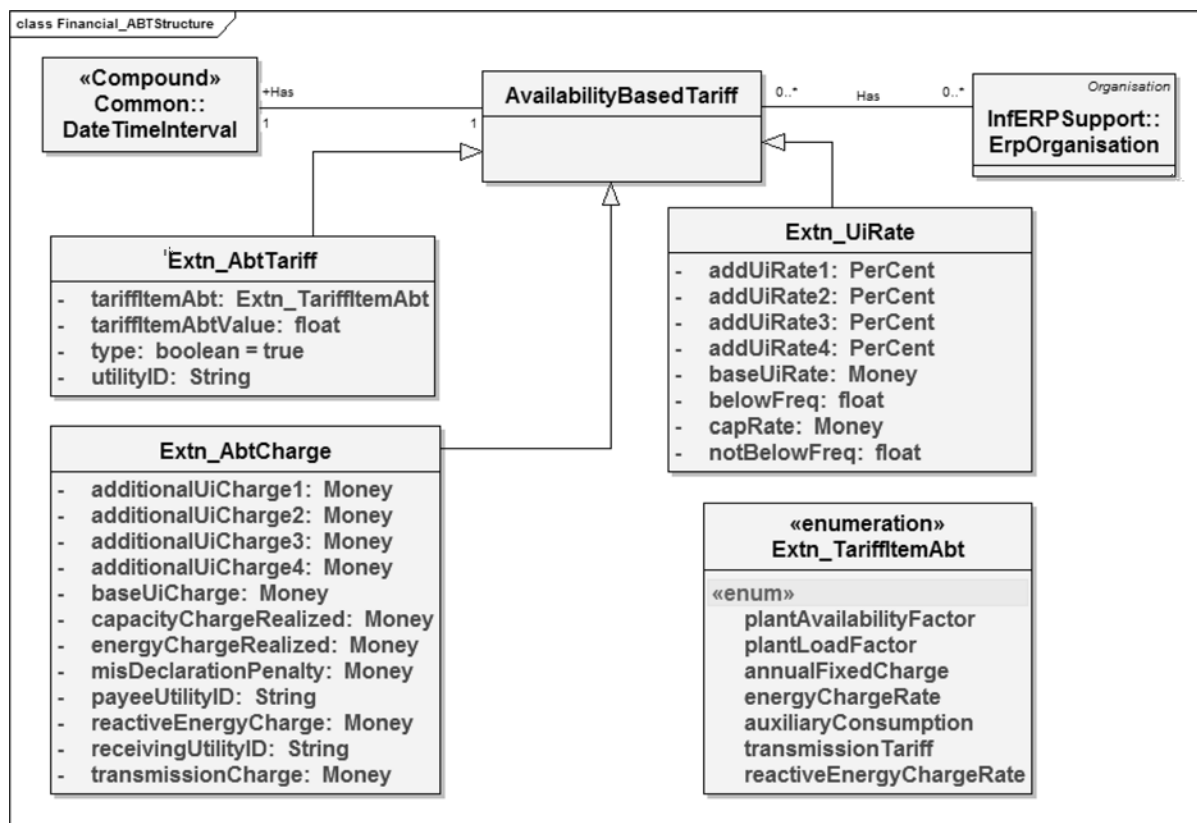 class Financial_ABTStructure
«Compound»
Common::
DateTimeInterval
+Has
1
1
AvailabilityBasedTariff
0..*
Has
0..*
Organisation
InfERPSupport::
ErpOrganisation
Extn_AbtTariff
- tariffItemAbt: Extn_TariffItemAbt
- tariffItemAbtValue: float
- type: boolean = true
- utilityID: String
Extn_UiRate
- addUiRate1: PerCent
- addUiRate2: PerCent
- addUiRate3: PerCent
- addUiRate4: PerCent
- baseUiRate: Money
- belowFreq: float
- capRate: Money
- notBelowFreq: float
Extn_AbtCharge
- additionalUiCharge1: Money
- additionalUiCharge2: Money
- additionalUiCharge3: Money
- additionalUiCharge4: Money
- baseUiCharge: Money
- capacityChargeRealized: Money
- energyChargeRealized: Money
- misDeclarationPenalty: Money
- payeeUtilityID: String
- reactiveEnergyCharge: Money
- receivingUtilityID: String
- transmissionCharge: Money
«enumeration»
Extn_TariffItemAbt
«enum»
plantAvailabilityFactor
plantLoadFactor
annualFixedCharge
energyChargeRate
auxiliaryConsumption
transmissionTariff
reactiveEnergyChargeRate